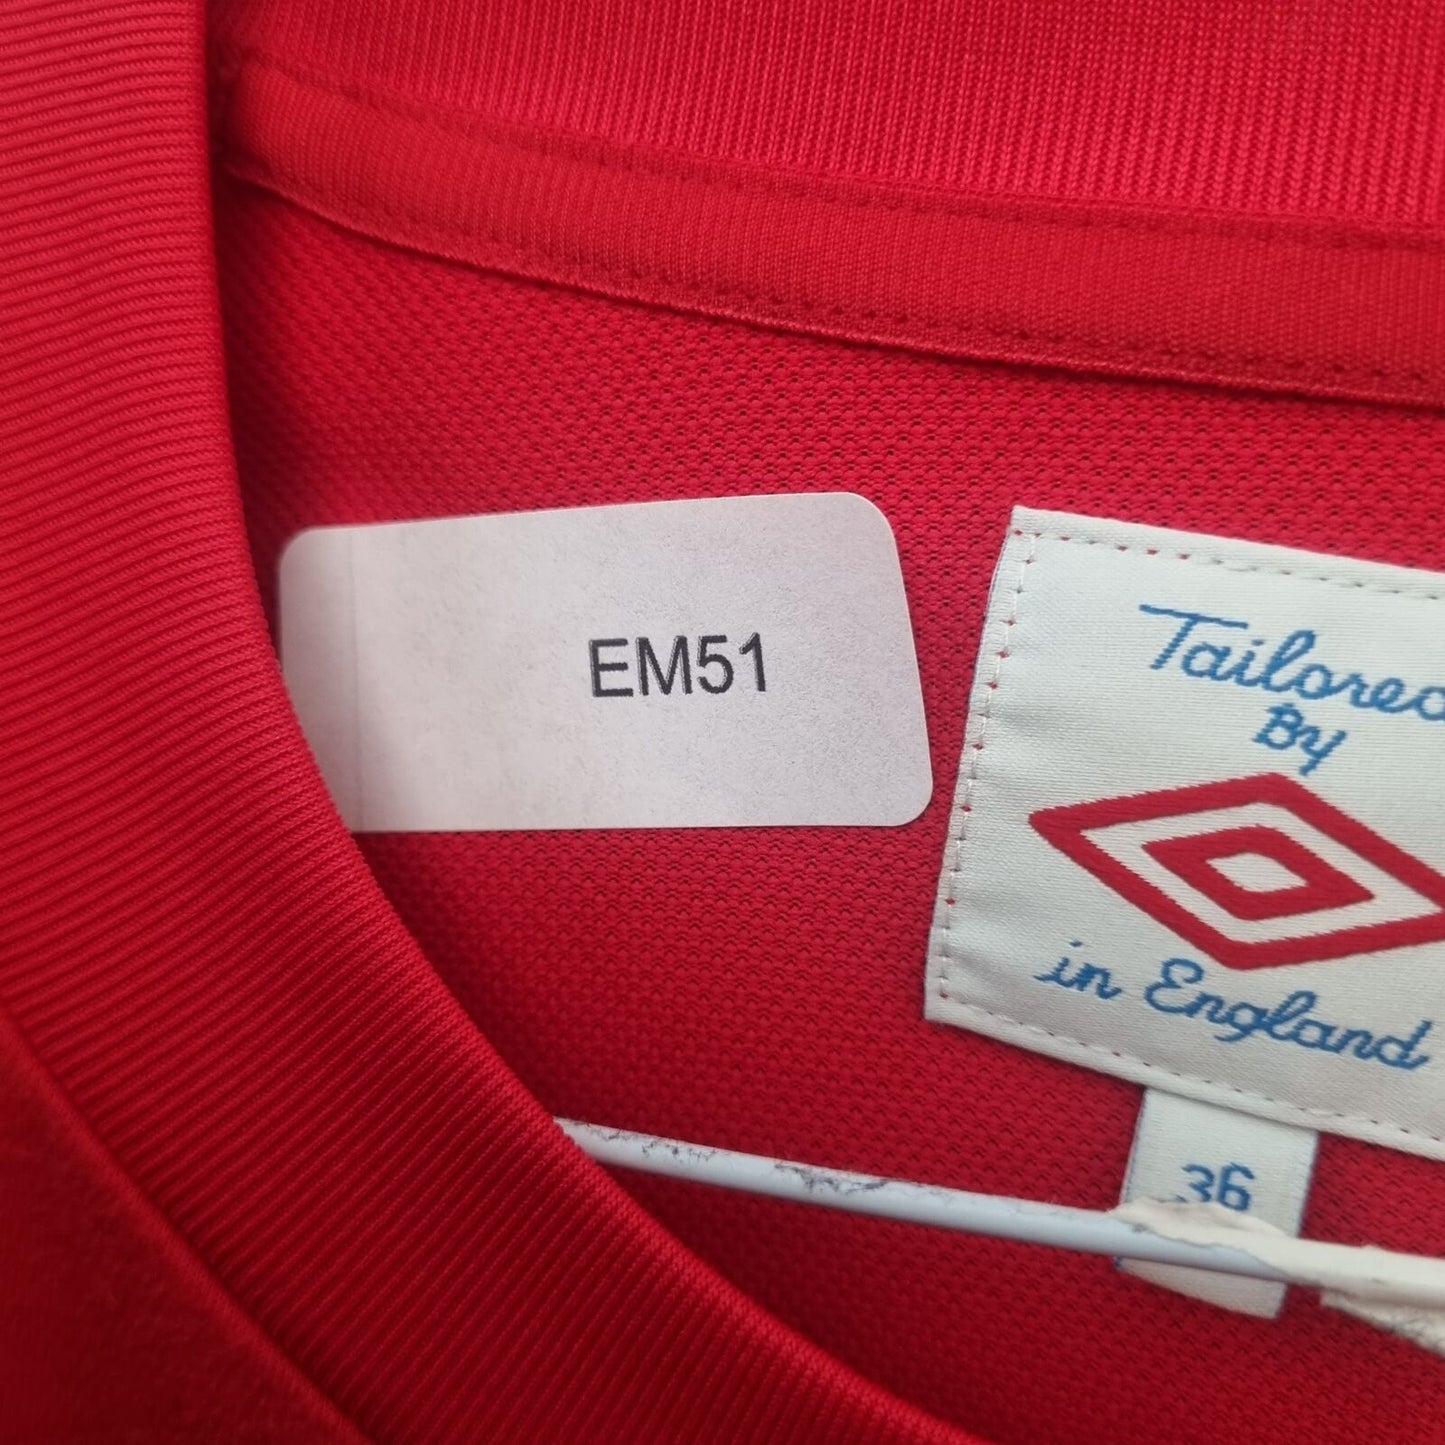 EM51
Tailored
By
in England
36